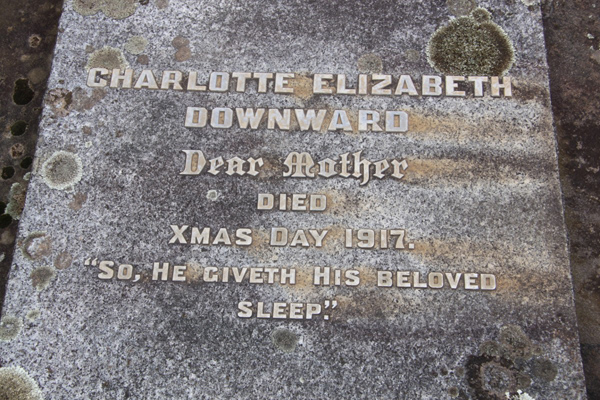 CHARLOTTE ELIZABETH
DOWNWARD
Dear Mother
DIED
XMAS DAY 1917.
"SO, HE GIVETH HIS BELOVED
SLEEP."